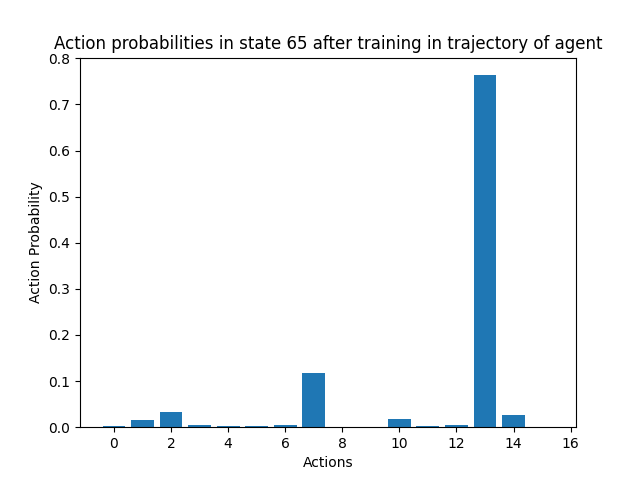 Action probabilities in state 65 after training in trajectory of agent
0.8
0.7
0.6
0.5
0.4
0.3
0.2
0.1
0.0
Action Probability
0 2 4 6 8 10 12 14 16
Actions